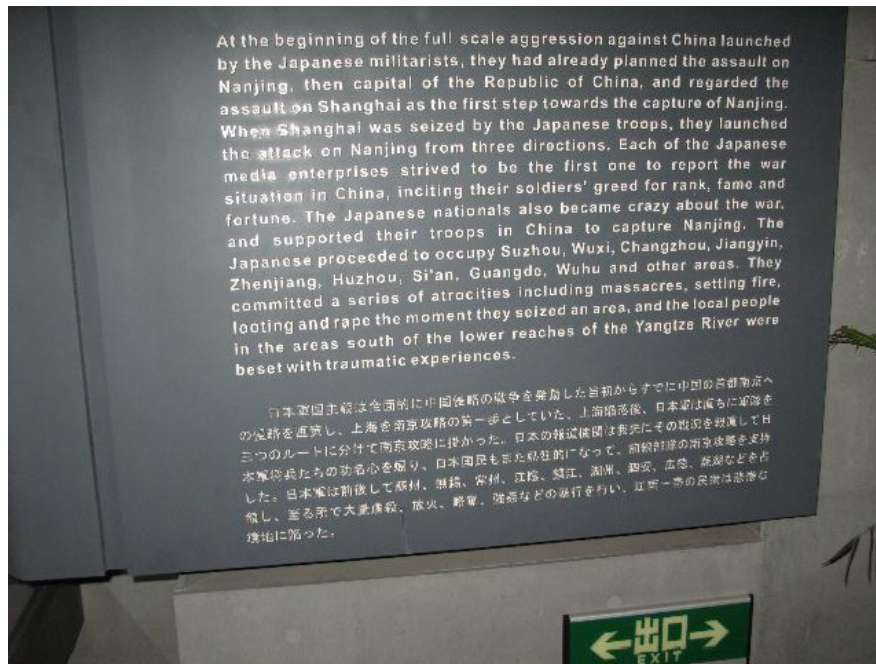 At the beginning of the full scale aggression against China launched
by the Japanese militarists, they had already planned the assault on
Nanjing, then capital of the Republic of China, and regarded the
assault on Shanghai as the first step towards the capture of Nanjing.
When Shanghai was seized by the Japanese troops, they launched
the attack on Nanjing from three directions. Each of the Japanese
media enterprises strived to be the first one to report the war
situation in China, inciting their soldiers' greed for rank, fame and
fortune. The Japanese nationals also became crazy about the war,
and supported their troops in China to capture Nanjing. The
Japanese proceeded to occupy Suzhou, Wuxi, Changzhou, Jiangyin,
Zhenjiang, Huzhou, Si'an, Guangde, Wuhu and other areas. They
committed a series of atrocities including massacres, setting fire,
looting and rape the moment they seized an area, and the local people
in the areas south of the lower reaches of the Yangtze River were
beset with traumatic experiences.
日本軍国主義は全面的に中国侵略の戦争を発動した当初からすでに中国の首都南京へ
の侵略を企策し、上海を南京攻略の第一歩としていた。上海陥落後、日本軍は直ちに軍隊を
三つのルートに分けて南京攻略に掛かった。日本の報道機関は我先にその戦況を報道して日
本軍将兵たちの功名心を煽り、日本国民もまた熱狂的になって、前線部隊の南京攻略を支持
した。日本軍は前後して蘇州、無錫、常州、江陰、鎮江、湖州、泗安、広徳、蕪湖などを占
領し、至る所で大量虐殺、放火、略奪、強姦などの暴行を行い、江南一帯の民衆は悲惨な
境地に陥った。
出口
EXIT